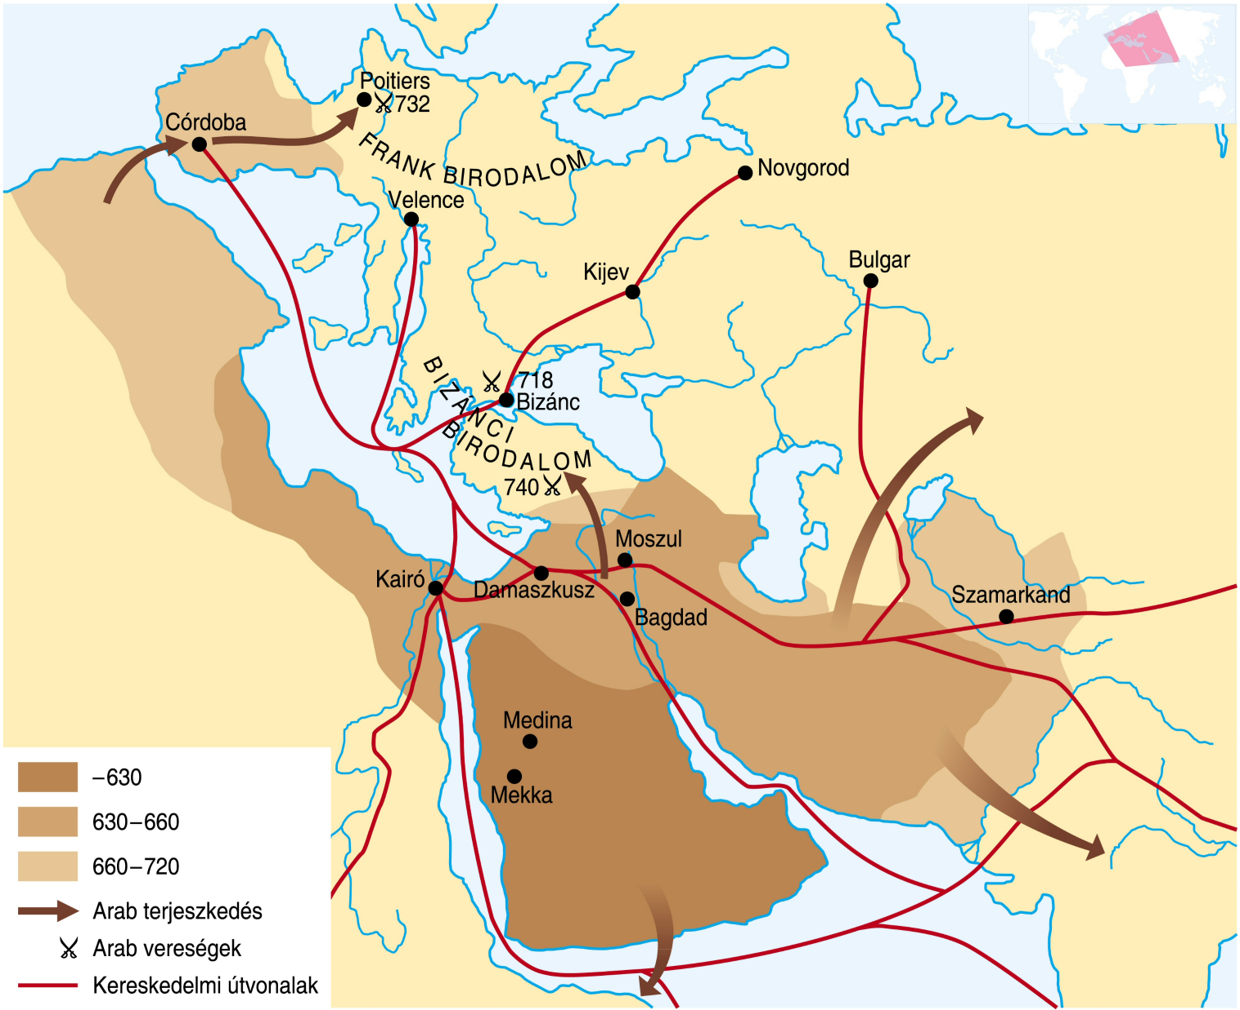 Poitiers
732
Córdoba
FRANK BIRODALOM
Novgorod
Velence
Bulgar
Kijev
718
Bizánc
BIZÁNCI
BIRODALOM
740
Moszul
Kairó
Damaszkusz
Szamarkand
Bagdad
Medina
Mekka
–630
630–660
660–720
Arab terjeszkedés
Arab vereségek
Kereskedelmi útvonalak